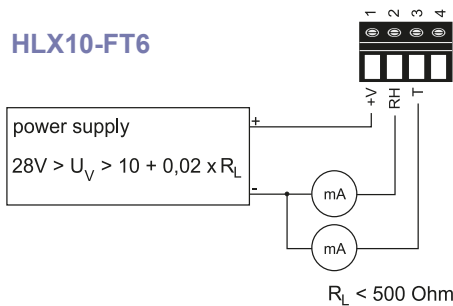 HLX10-FT6
1 2 3 4
+V RH T
power supply
+
28V > U_V > 10 + 0,02 x R_L
-
mA
mA
R_L < 500 Ohm